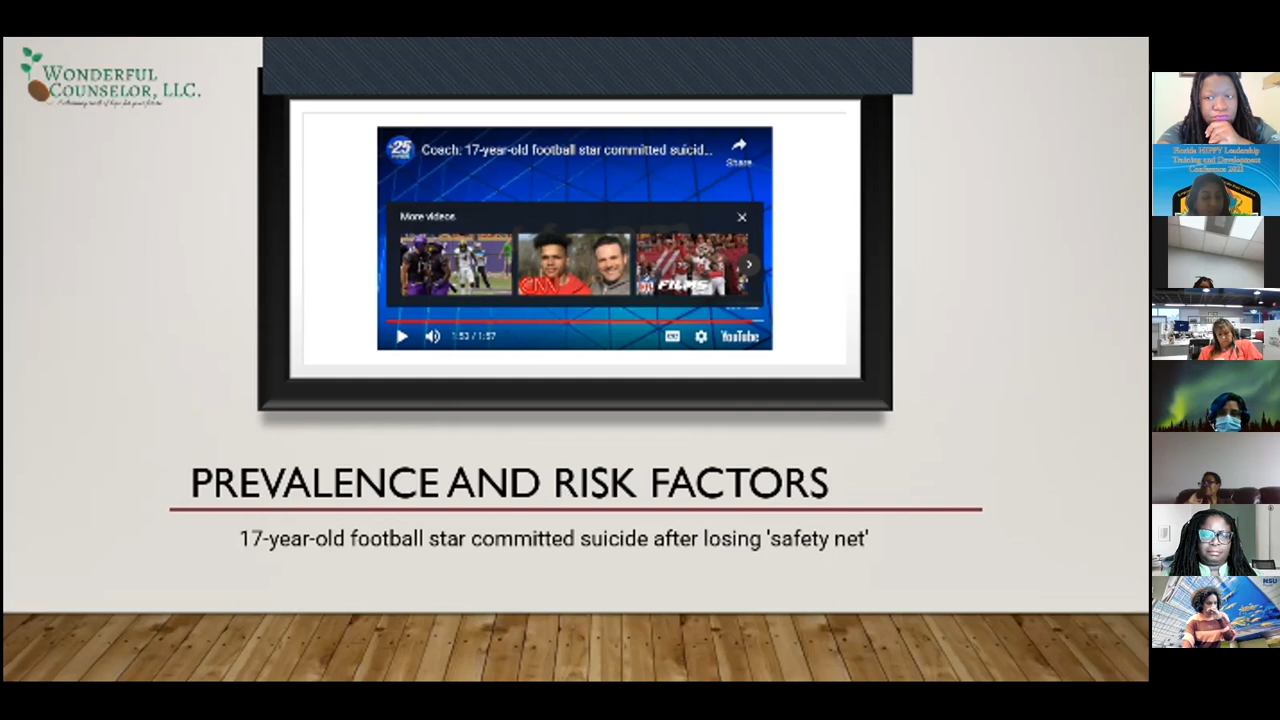 WONDERFUL
COUNSELOR, LLC.
25
Coach: 17-year-old football star committed suicid...
Share
More videos
CNN
FILMS
1:53 / 1:57
CC
YouTube
PREVALENCE AND RISK FACTORS
17-year-old football star committed suicide after losing 'safety net'
Florida HIPPY Leadership
Training and Development
Conference 2021
NSU